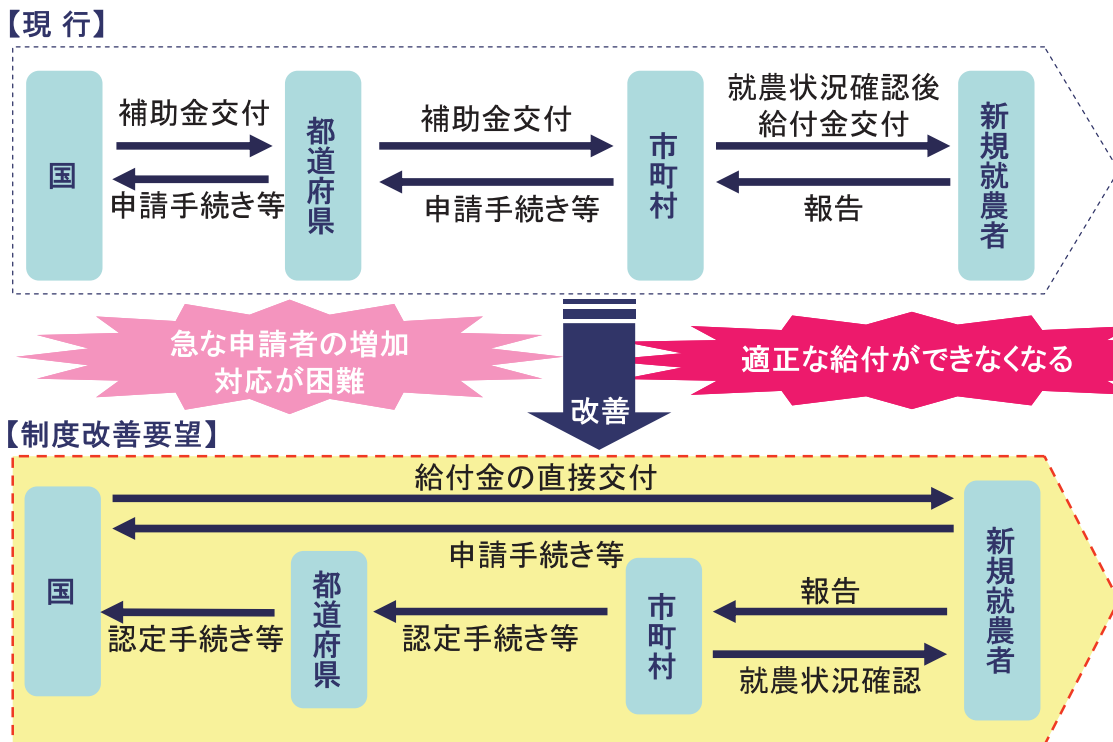 【現 行】
国
補助金交付
申請手続き等
都道府県
補助金交付
申請手続き等
市町村
就農状況確認後
給付金交付
報告
新規就農者
急な申請者の増加
対応が困難
改善
適正な給付ができなくなる
【制度改善要望】
給付金の直接交付
申請手続き等
国
認定手続き等
都道府県
認定手続き等
市町村
報告
就農状況確認
新規就農者